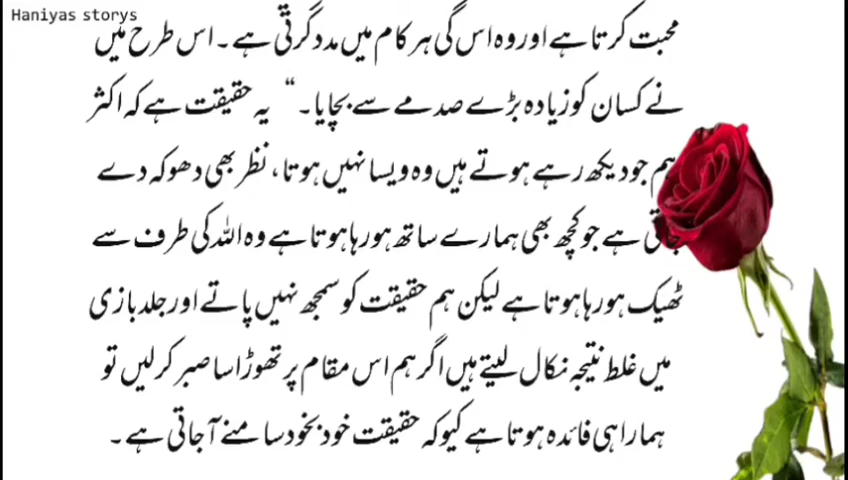 Haniyas storys
محبت کرتا ہے اور وہ اس کی ہر کام میں مدد کرتی ہے۔ اس طرح میں
نے کسان کو زیادہ بڑے صدمے سے بچایا۔“ یہ حقیقت ہے کہ اکثر
ہم جو دیکھ رہے ہوتے ہیں وہ ویسا نہیں ہوتا، نظر بھی دھوکہ دے
جاتی ہے جو کچھ بھی ہمارے ساتھ ہو رہا ہوتا ہے وہ اللہ کی طرف سے
ٹھیک ہو رہا ہوتا ہے لیکن ہم حقیقت کو سمجھ نہیں پاتے اور جلد بازی
میں غلط نتیجہ نکال لیتے ہیں اگر ہم اس مقام پر تھوڑا سا صبر کر لیں تو
ہمارا ہی فائدہ ہوتا ہے کیوکہ حقیقت خود بخود سامنے آ جاتی ہے۔